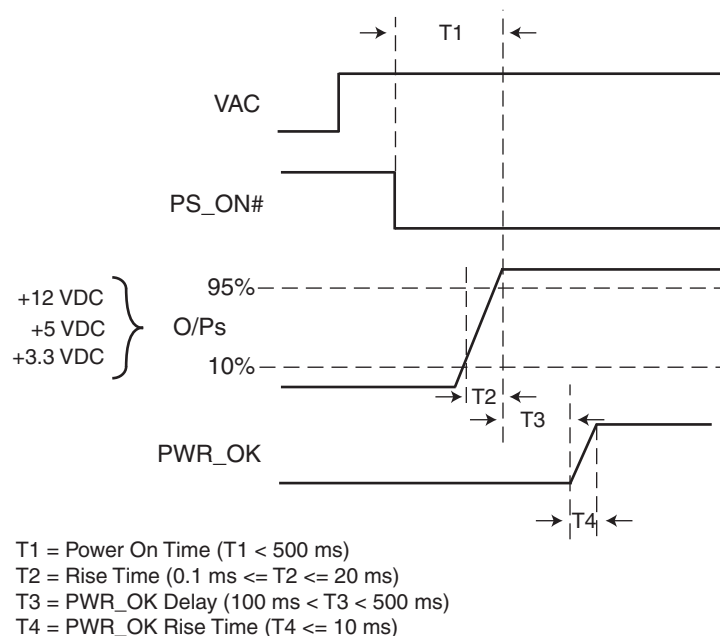 T1
VAC
PS_ON#
+12 VDC
+5 VDC
+3.3 VDC
O/Ps
95%
10%
T2
T3
PWR_OK
T4
T1 = Power On Time (T1 < 500 ms)
T2 = Rise Time (0.1 ms <= T2 <= 20 ms)
T3 = PWR_OK Delay (100 ms < T3 < 500 ms)
T4 = PWR_OK Rise Time (T4 <= 10 ms)